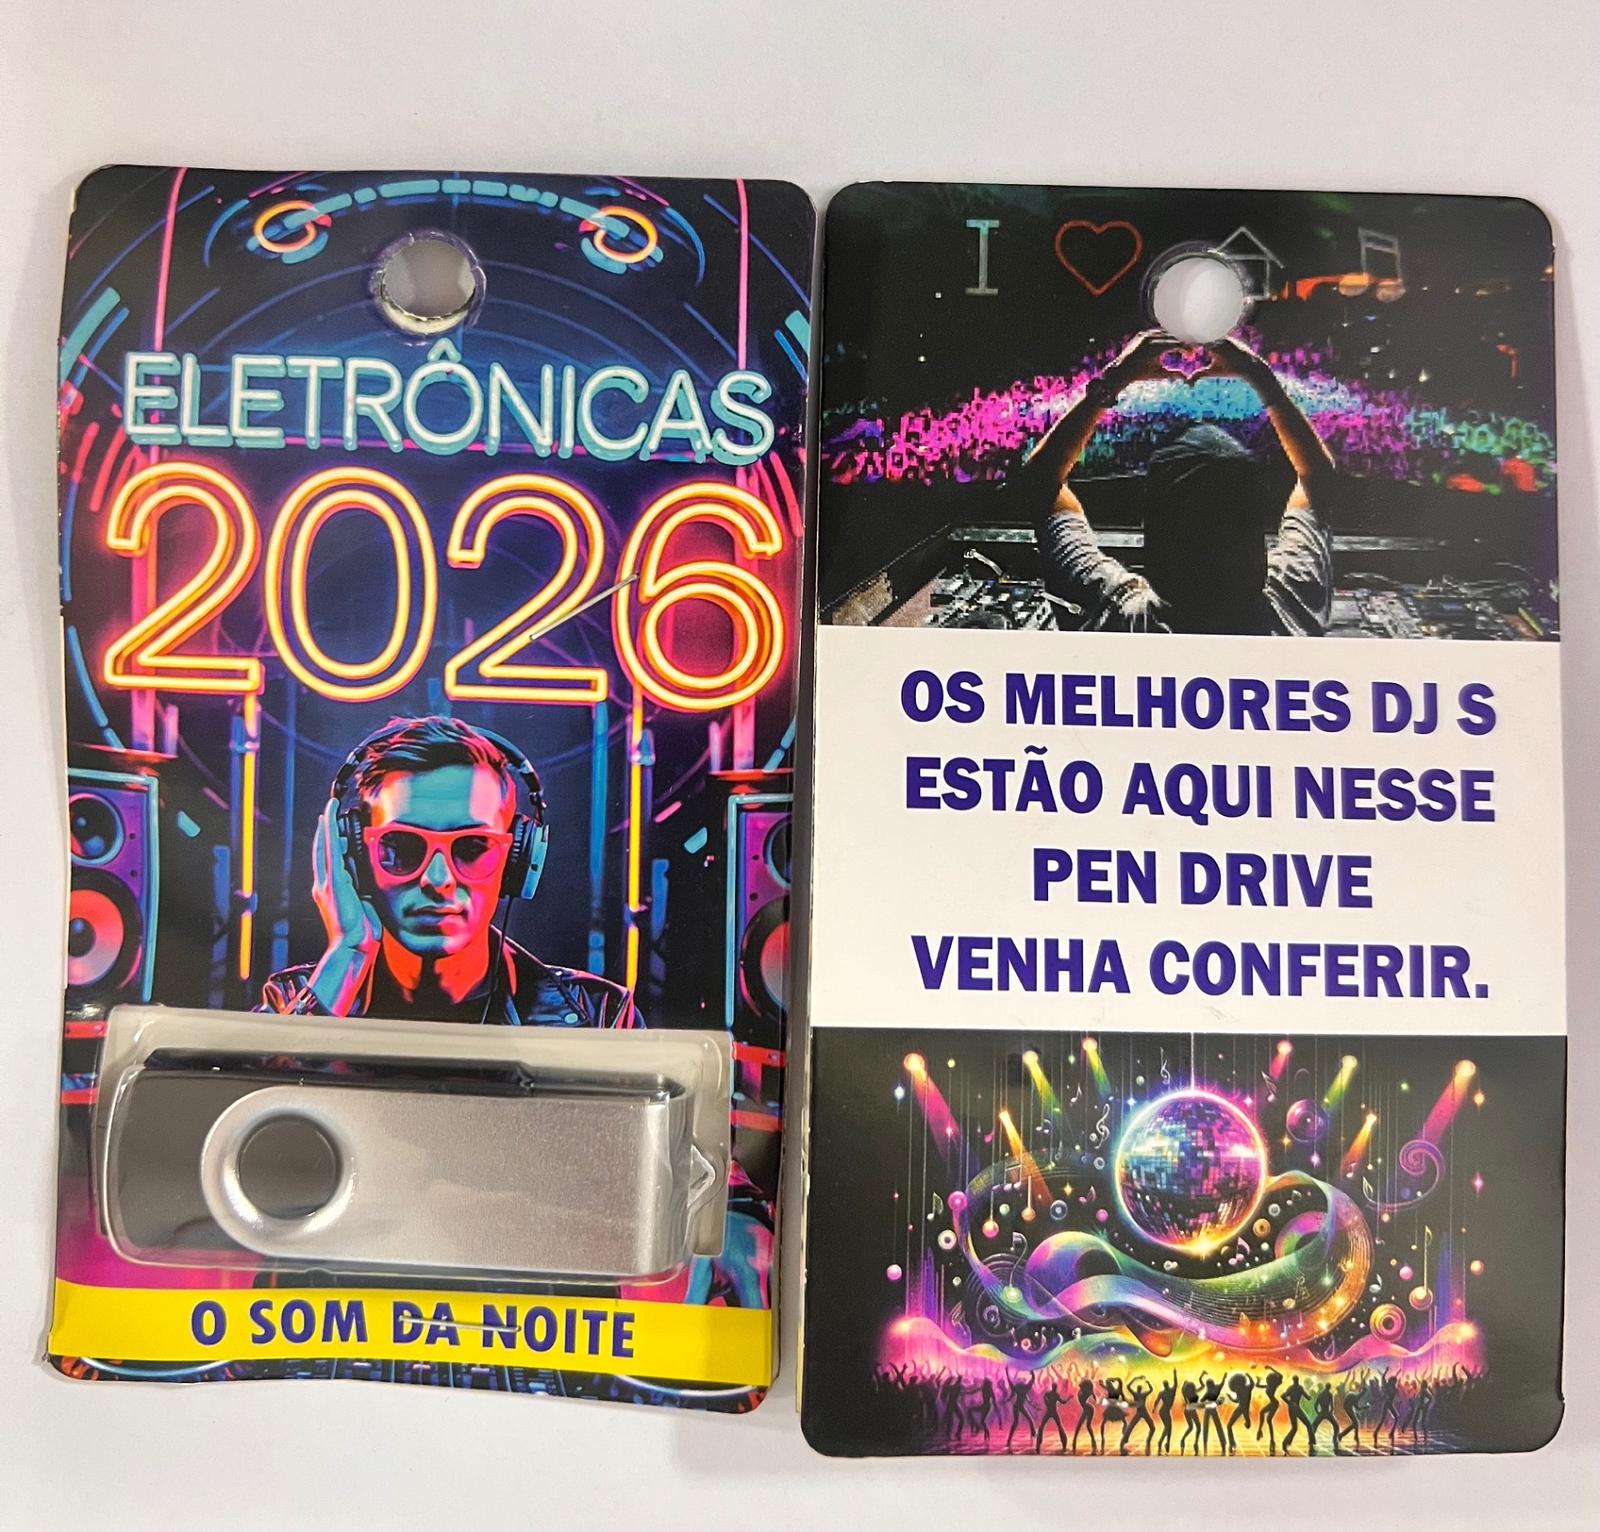 ELETRÔNICAS
2026
O SOM DA NOITE
I
OS MELHORES DJ S
ESTÃO AQUI NESSE
PEN DRIVE
VENHA CONFERIR.